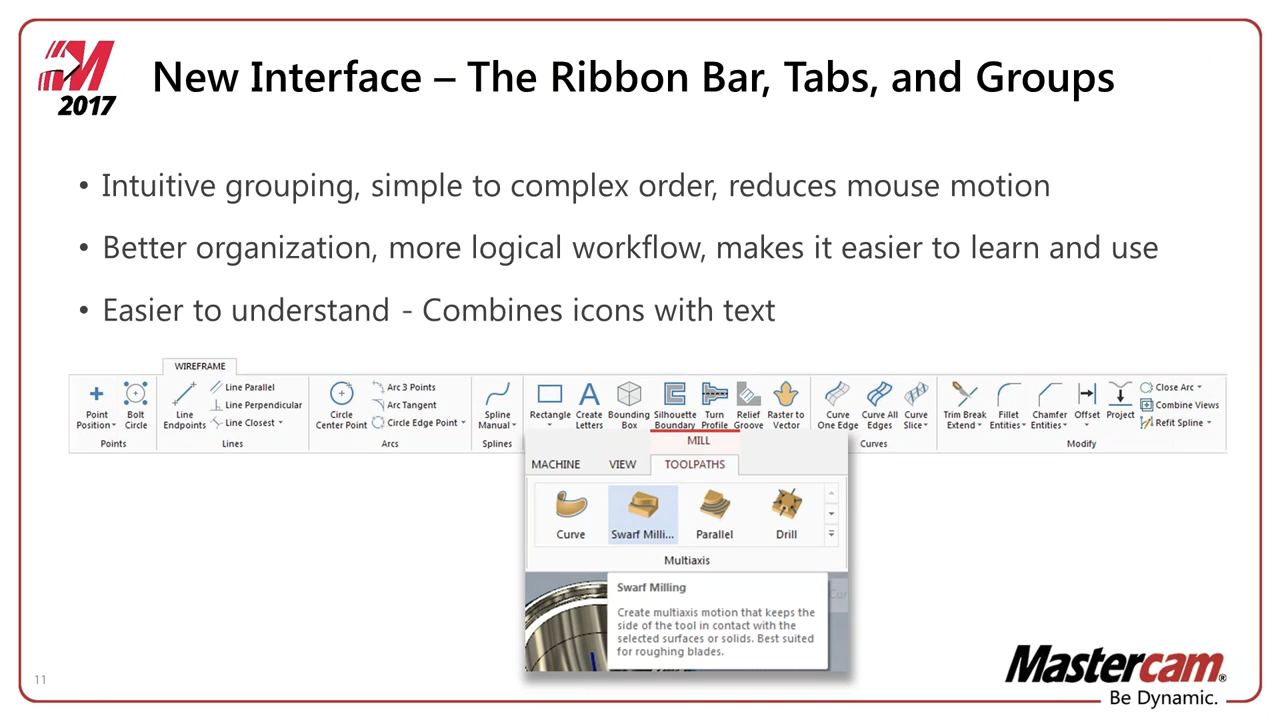 2017
New Interface – The Ribbon Bar, Tabs, and Groups
• Intuitive grouping, simple to complex order, reduces mouse motion
• Better organization, more logical workflow, makes it easier to learn and use
• Easier to understand - Combines icons with text
WIREFRAME
Point Position
Bolt Circle
Points
Line Endpoints
Line Parallel
Line Perpendicular
Line Closest
Lines
Circle Center Point
Arc 3 Points
Arc Tangent
Circle Edge Point
Arcs
Spline Manual
Splines
Rectangle
Create Letters
Bounding Box
Silhouette Boundary
Turn Profile
Relief Groove
Raster to Vector
Curve One Edge
Curve All Edges
Curve Slice
Curves
Trim Break Extend
Fillet Entities
Chamfer Entities
Offset
Project
Close Arc
Combine Views
Refit Spline
Modify
MILL
MACHINE VIEW TOOLPATHS
Curve
Swarf Milli...
Parallel
Drill
Multiaxis
Swarf Milling
Create multiaxis motion that keeps the
side of the tool in contact with the
selected surfaces or solids. Best suited
for roughing blades.
Cur
11
Mastercam®
Be Dynamic.